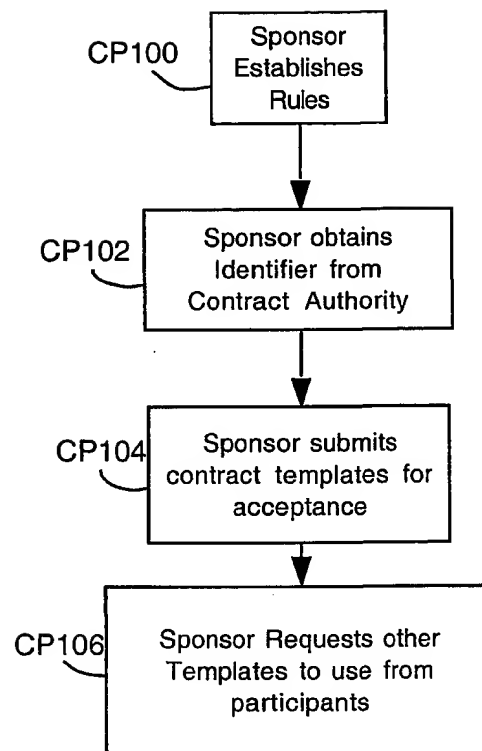 CP100
Sponsor
Establishes
Rules
CP102
Sponsor obtains
Identifier from
Contract Authority
CP104
Sponsor submits
contract templates for
acceptance
CP106
Sponsor Requests other
Templates to use from
participants